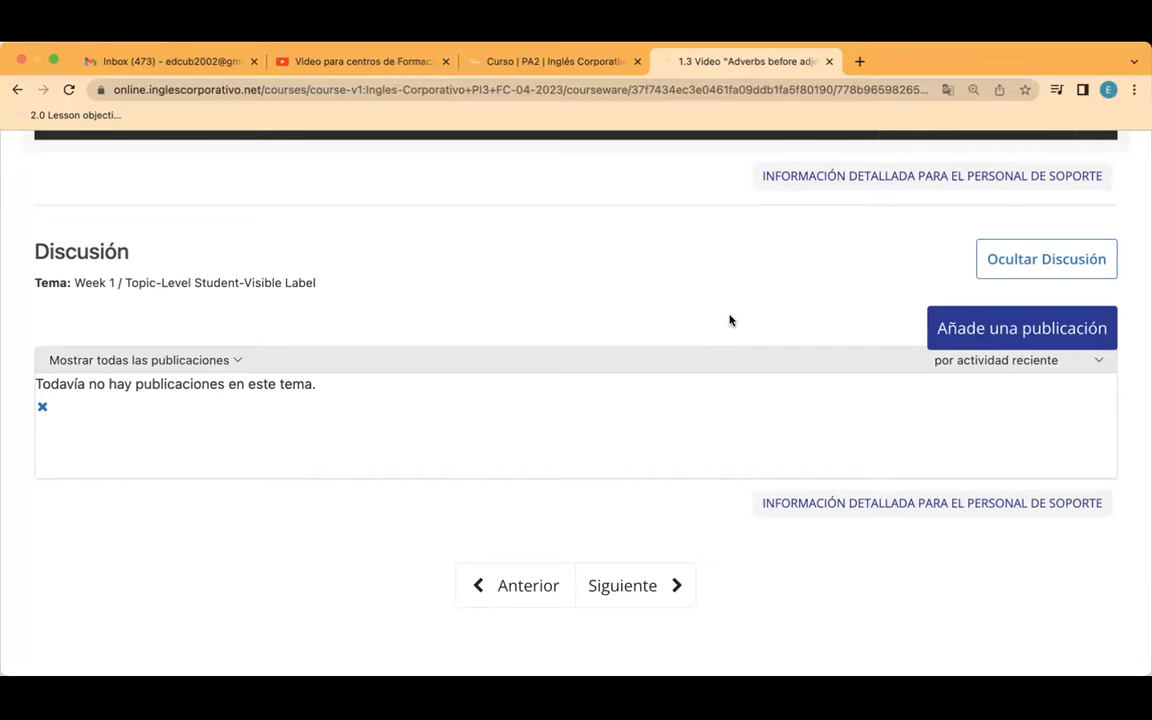 Inbox (473) - edcub2002@gm
Video para centros de Formac
Curso | PA2 | Inglés Corporati
1.3 Video "Adverbs before adj
online.inglescorporativo.net/courses/course-v1:Ingles-Corporativo+PI3+FC-04-2023/courseware/37f7434ec3e0461fa09ddb1fa5f80190/778b96598265...
E
2.0 Lesson objecti...
INFORMACIÓN DETALLADA PARA EL PERSONAL DE SOPORTE
Discusión
Ocultar Discusión
Tema: Week 1 / Topic-Level Student-Visible Label
Añade una publicación
Mostrar todas las publicaciones
por actividad reciente
Todavía no hay publicaciones en este tema.
INFORMACIÓN DETALLADA PARA EL PERSONAL DE SOPORTE
Anterior
Siguiente